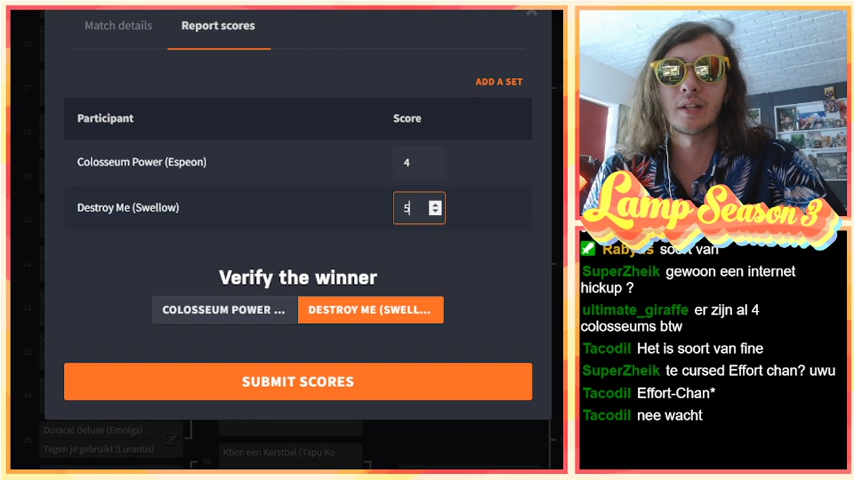 Match details
Report scores
ADD A SET
Participant Score
Colosseum Power (Espeon) 4
Destroy Me (Swellow) 5
Verify the winner
COLOSSEUM POWER ...
DESTROY ME (SWELL...
SUBMIT SCORES
Duracel Deluxe (Emolga)
Tegen je gebruikt (Lurantis)
Kben een Kerstbal (Tapu Ko
Lamp Season 3
soort van
SuperZheik gewoon een internet
hickup ?
ultimate_giraffe er zijn al 4
colosseums btw
Tacodil Het is soort van fine
SuperZheik te cursed Effort chan? uwu
Tacodil Effort-Chan*
Tacodil nee wacht